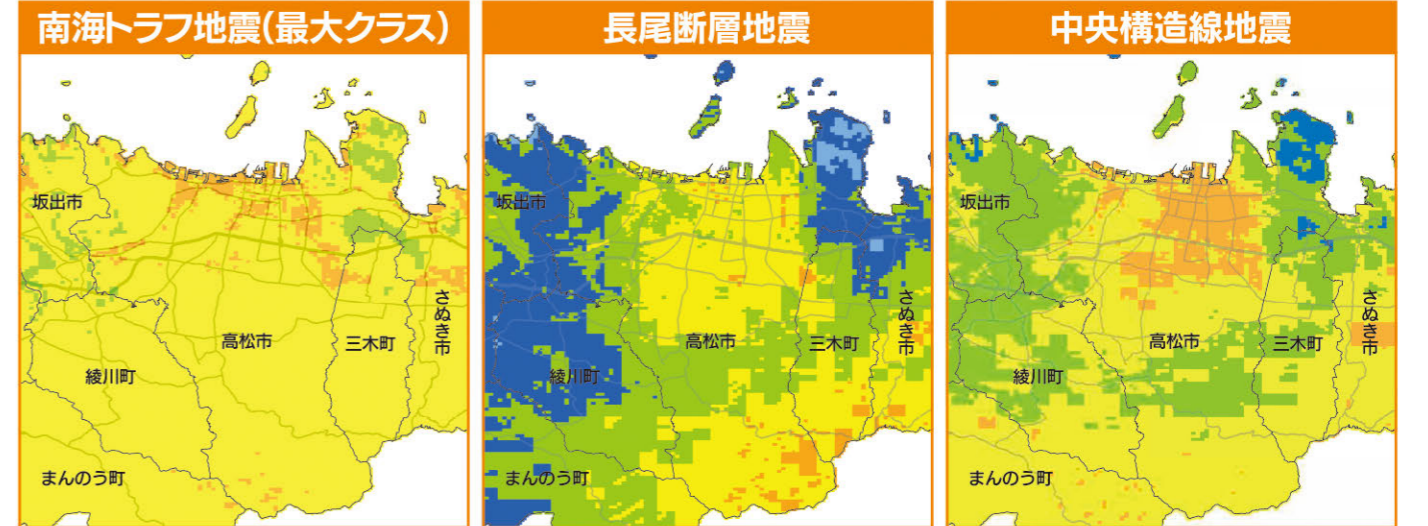 南海トラフ地震(最大クラス)
坂出市
高松市
三木町
さぬき市
綾川町
まんのう町
長尾断層地震
坂出市
高松市
三木町
さぬき市
綾川町
まんのう町
中央構造線地震
坂出市
高松市
三木町
さぬき市
綾川町
まんのう町